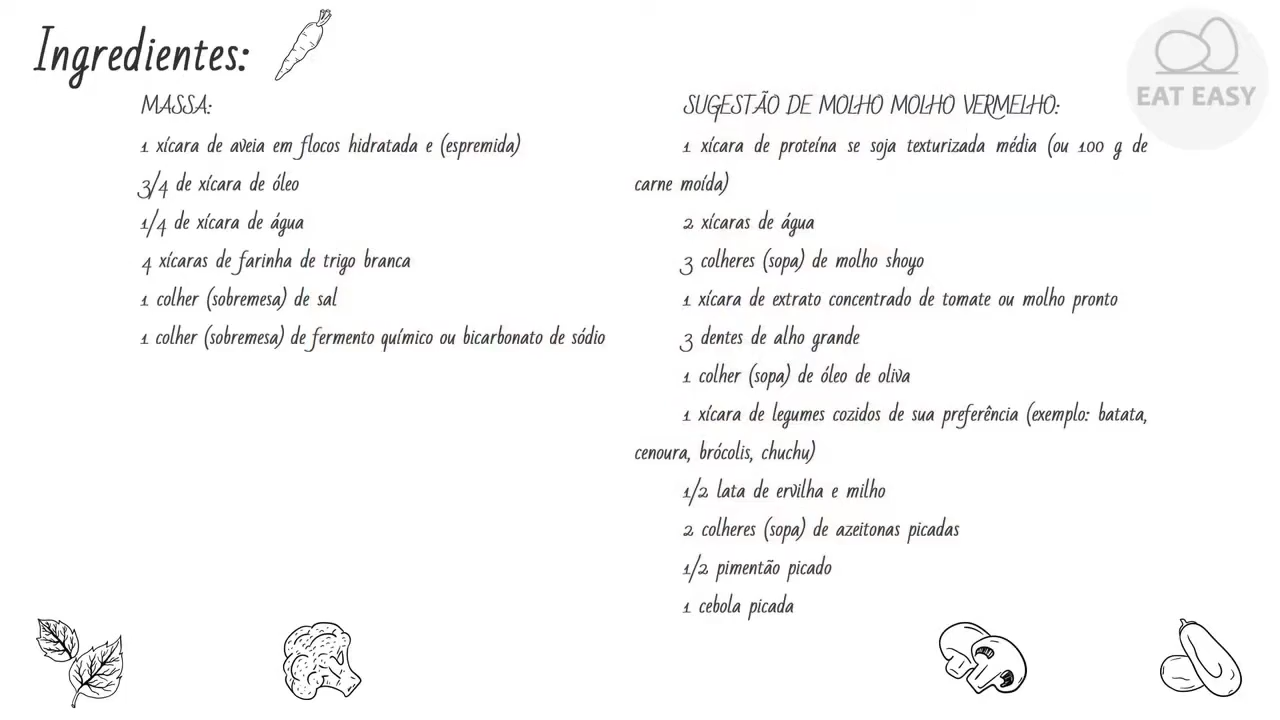 Ingredientes:
EAT EASY
MASSA:
1 xícara de aveia em flocos hidratada e (espremida)
3/4 de xícara de óleo
1/4 de xícara de água
4 xícaras de farinha de trigo branca
1 colher (sobremesa) de sal
1 colher (sobremesa) de fermento químico ou bicarbonato de sódio
SUGESTÃO DE MOLHO MOLHO VERMELHO:
1 xícara de proteína se soja texturizada média (ou 100 g de
carne moída)
2 xícaras de água
3 colheres (sopa) de molho shoyo
1 xícara de extrato concentrado de tomate ou molho pronto
3 dentes de alho grande
1 colher (sopa) de óleo de oliva
1 xícara de legumes cozidos de sua preferência (exemplo: batata,
cenoura, brócolis, chuchu)
1/2 lata de ervilha e milho
2 colheres (sopa) de azeitonas picadas
1/2 pimentão picado
1 cebola picada